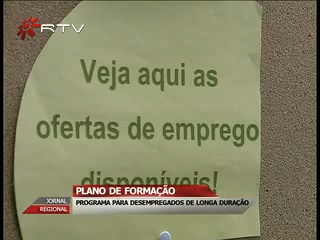 RTV
Veja aqui as
ofertas de emprego
disponíveis!
PLANO DE FORMAÇÃO
JORNAL
REGIONAL
PROGRAMA PARA DESEMPREGADOS DE LONGA DURAÇÃO